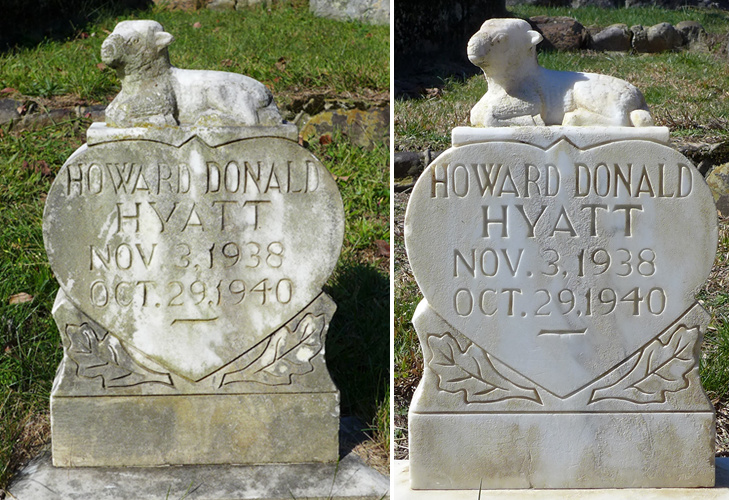 HOWARD DONALD
HYATT
NOV. 3, 1938
OCT. 29, 1940
HOWARD DONALD
HYATT
NOV. 3, 1938
OCT. 29, 1940